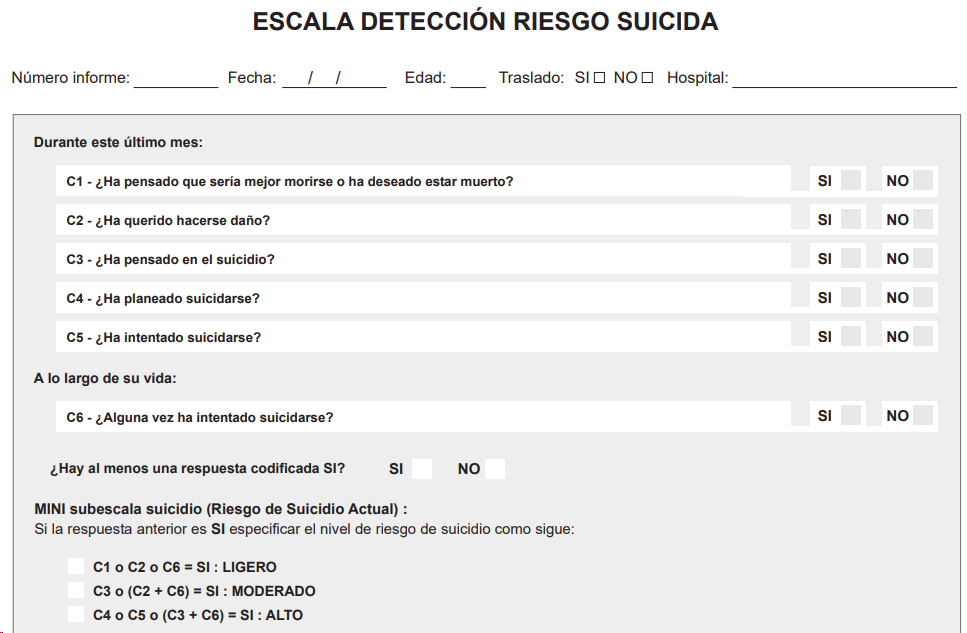 ESCALA DETECCIÓN RIESGO SUICIDA
Número informe: __________ Fecha: ___/___/_____ Edad: ____ Traslado: SI ☐ NO ☐ Hospital: __________________________
Durante este último mes:
C1 - ¿Ha pensado que sería mejor morirse o ha deseado estar muerto? SI NO
C2 - ¿Ha querido hacerse daño? SI NO
C3 - ¿Ha pensado en el suicidio? SI NO
C4 - ¿Ha planeado suicidarse? SI NO
C5 - ¿Ha intentado suicidarse? SI NO
A lo largo de su vida:
C6 - ¿Alguna vez ha intentado suicidarse? SI NO
¿Hay al menos una respuesta codificada SI? SI NO
MINI subescala suicidio (Riesgo de Suicidio Actual) :
Si la respuesta anterior es SI especificar el nivel de riesgo de suicidio como sigue:
C1 o C2 o C6 = SI : LIGERO
C3 o (C2 + C6) = SI : MODERADO
C4 o C5 o (C3 + C6) = SI : ALTO